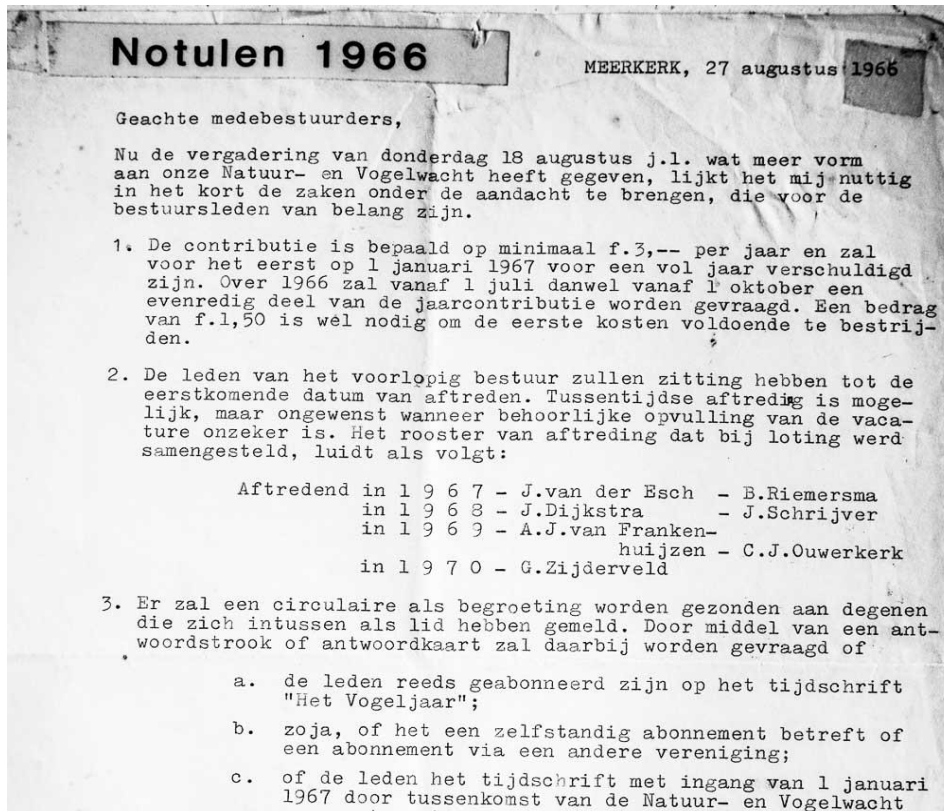 Notulen 1966
MEERKERK, 27 augustus 1966
Geachte medebestuurders,
Nu de vergadering van donderdag 18 augustus j.l. wat meer vorm
aan onze Natuur- en Vogelwacht heeft gegeven, lijkt het mij nuttig
in het kort de zaken onder de aandacht te brengen, die voor de
bestuursleden van belang zijn.
1. De contributie is bepaald op minimaal f.3,-- per jaar en zal
voor het eerst op 1 januari 1967 voor een vol jaar verschuldigd
zijn. Over 1966 zal vanaf 1 juli danwel vanaf 1 oktober een
evenredig deel van de jaarcontributie worden gevraagd. Een bedrag
van f.1,50 is wel nodig om de eerste kosten voldoende te bestrij-
den.
2. De leden van het voorlopig bestuur zullen zitting hebben tot de
eerstkomende datum van aftreden. Tussentijdse aftredig is moge-
lijk, maar ongewenst wanneer behoorlijke opvulling van de vaca-
ture onzeker is. Het rooster van aftreding dat bij loting werd
samengesteld, luidt als volgt:
Aftredend in 1 9 6 7 - J.van der Esch - B.Riemersma
in 1 9 6 8 - J.Dijkstra - J.Schrijver
in 1 9 6 9 - A.J.van Franken-
huijzen - C.J.Ouwerkerk
in 1 9 7 0 - G.Zijderveld
3. Er zal een circulaire als begroeting worden gezonden aan degenen
die zich intussen als lid hebben gemeld. Door middel van een ant-
woordstrook of antwoordkaart zal daarbij worden gevraagd of
a. de leden reeds geabonneerd zijn op het tijdschrift
"Het Vogeljaar";
b. zoja, of het een zelfstandig abonnement betreft of
een abonnement via een andere vereniging;
c. of de leden het tijdschrift met ingang van 1 januari
1967 door tussenkomst van de Natuur- en Vogelwacht